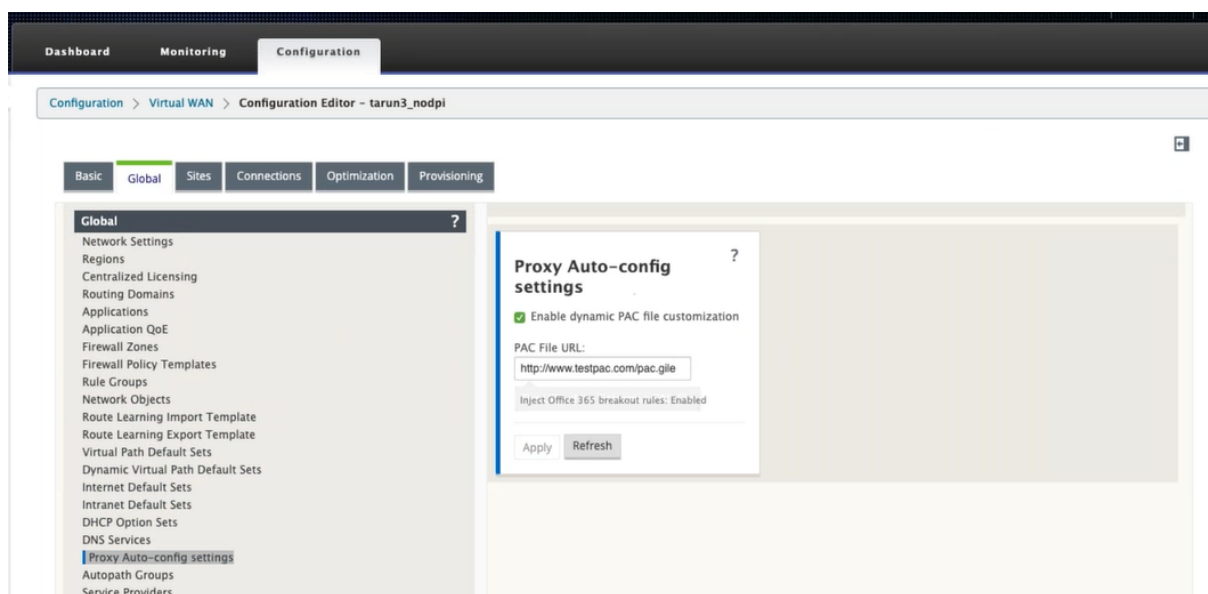 Dashboard Monitoring Configuration
Configuration > Virtual WAN > Configuration Editor – tarun3_nodpi
Basic Global Sites Connections Optimization Provisioning
Global ?
Network Settings
Regions
Centralized Licensing
Routing Domains
Applications
Application QoE
Firewall Zones
Firewall Policy Templates
Rule Groups
Network Objects
Route Learning Import Template
Route Learning Export Template
Virtual Path Default Sets
Dynamic Virtual Path Default Sets
Internet Default Sets
Intranet Default Sets
DHCP Option Sets
DNS Services
Proxy Auto-config settings
Autopath Groups
Service Providers
Proxy Auto-config ?
settings
Enable dynamic PAC file customization
PAC File URL:
http://www.testpac.com/pac.gile
Inject Office 365 breakout rules: Enabled
Apply Refresh